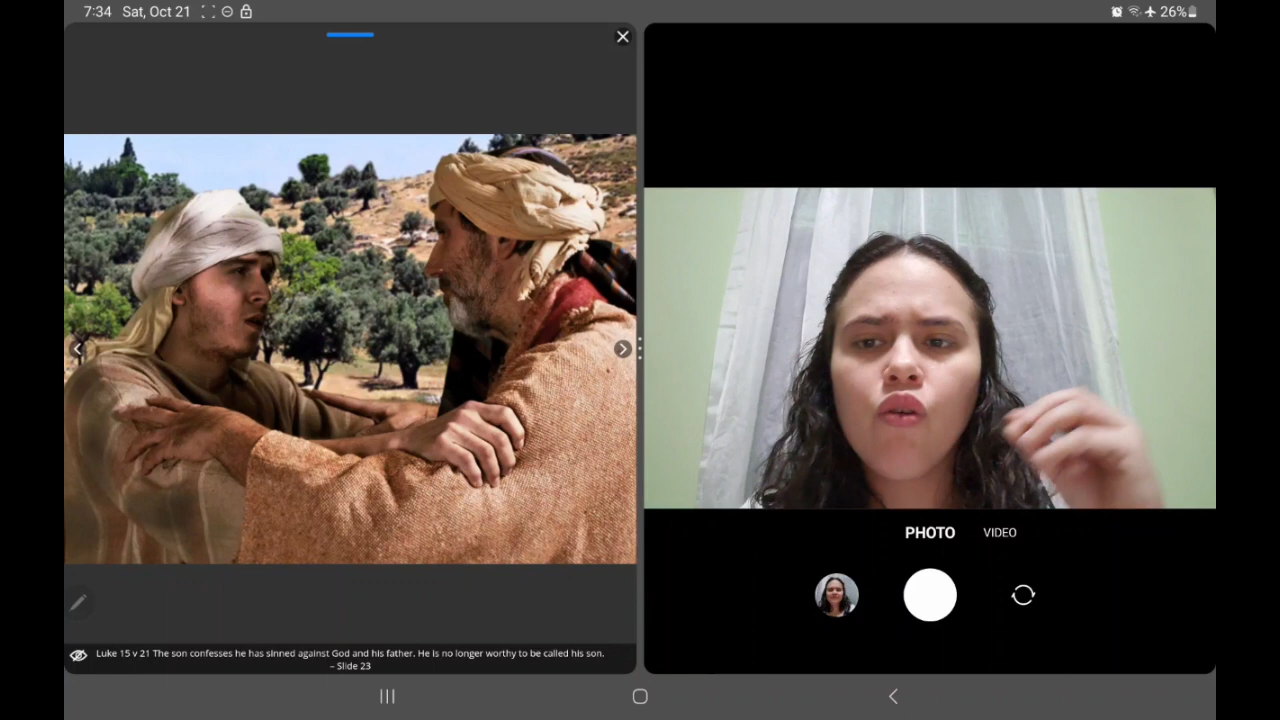 7:34 Sat, Oct 21
26%
Luke 15 v 21 The son confesses he has sinned against God and his father. He is no longer worthy to be called his son.
– Slide 23
PHOTO VIDEO